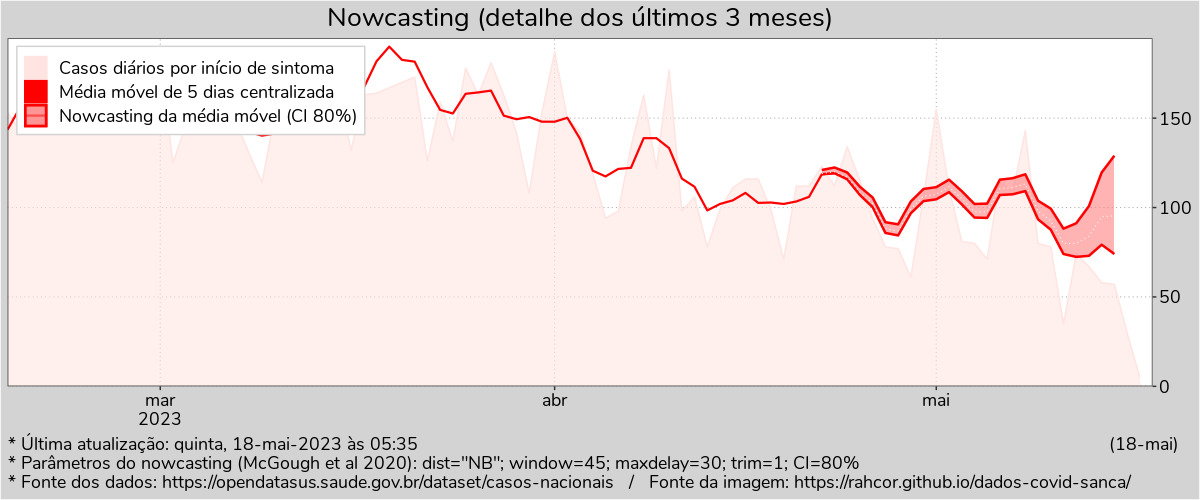 Nowcasting (detalhe dos últimos 3 meses)
Casos diários por início de sintoma
Média móvel de 5 dias centralizada
Nowcasting da média móvel (CI 80%)
150
100
50
0
mar
2023
abr
mai
* Última atualização: quinta, 18-mai-2023 às 05:35
(18-mai)
* Parâmetros do nowcasting (McGough et al 2020): dist="NB"; window=45; maxdelay=30; trim=1; CI=80%
* Fonte dos dados: https://opendatasus.saude.gov.br/dataset/casos-nacionais / Fonte da imagem: https://rahcor.github.io/dados-covid-sanca/